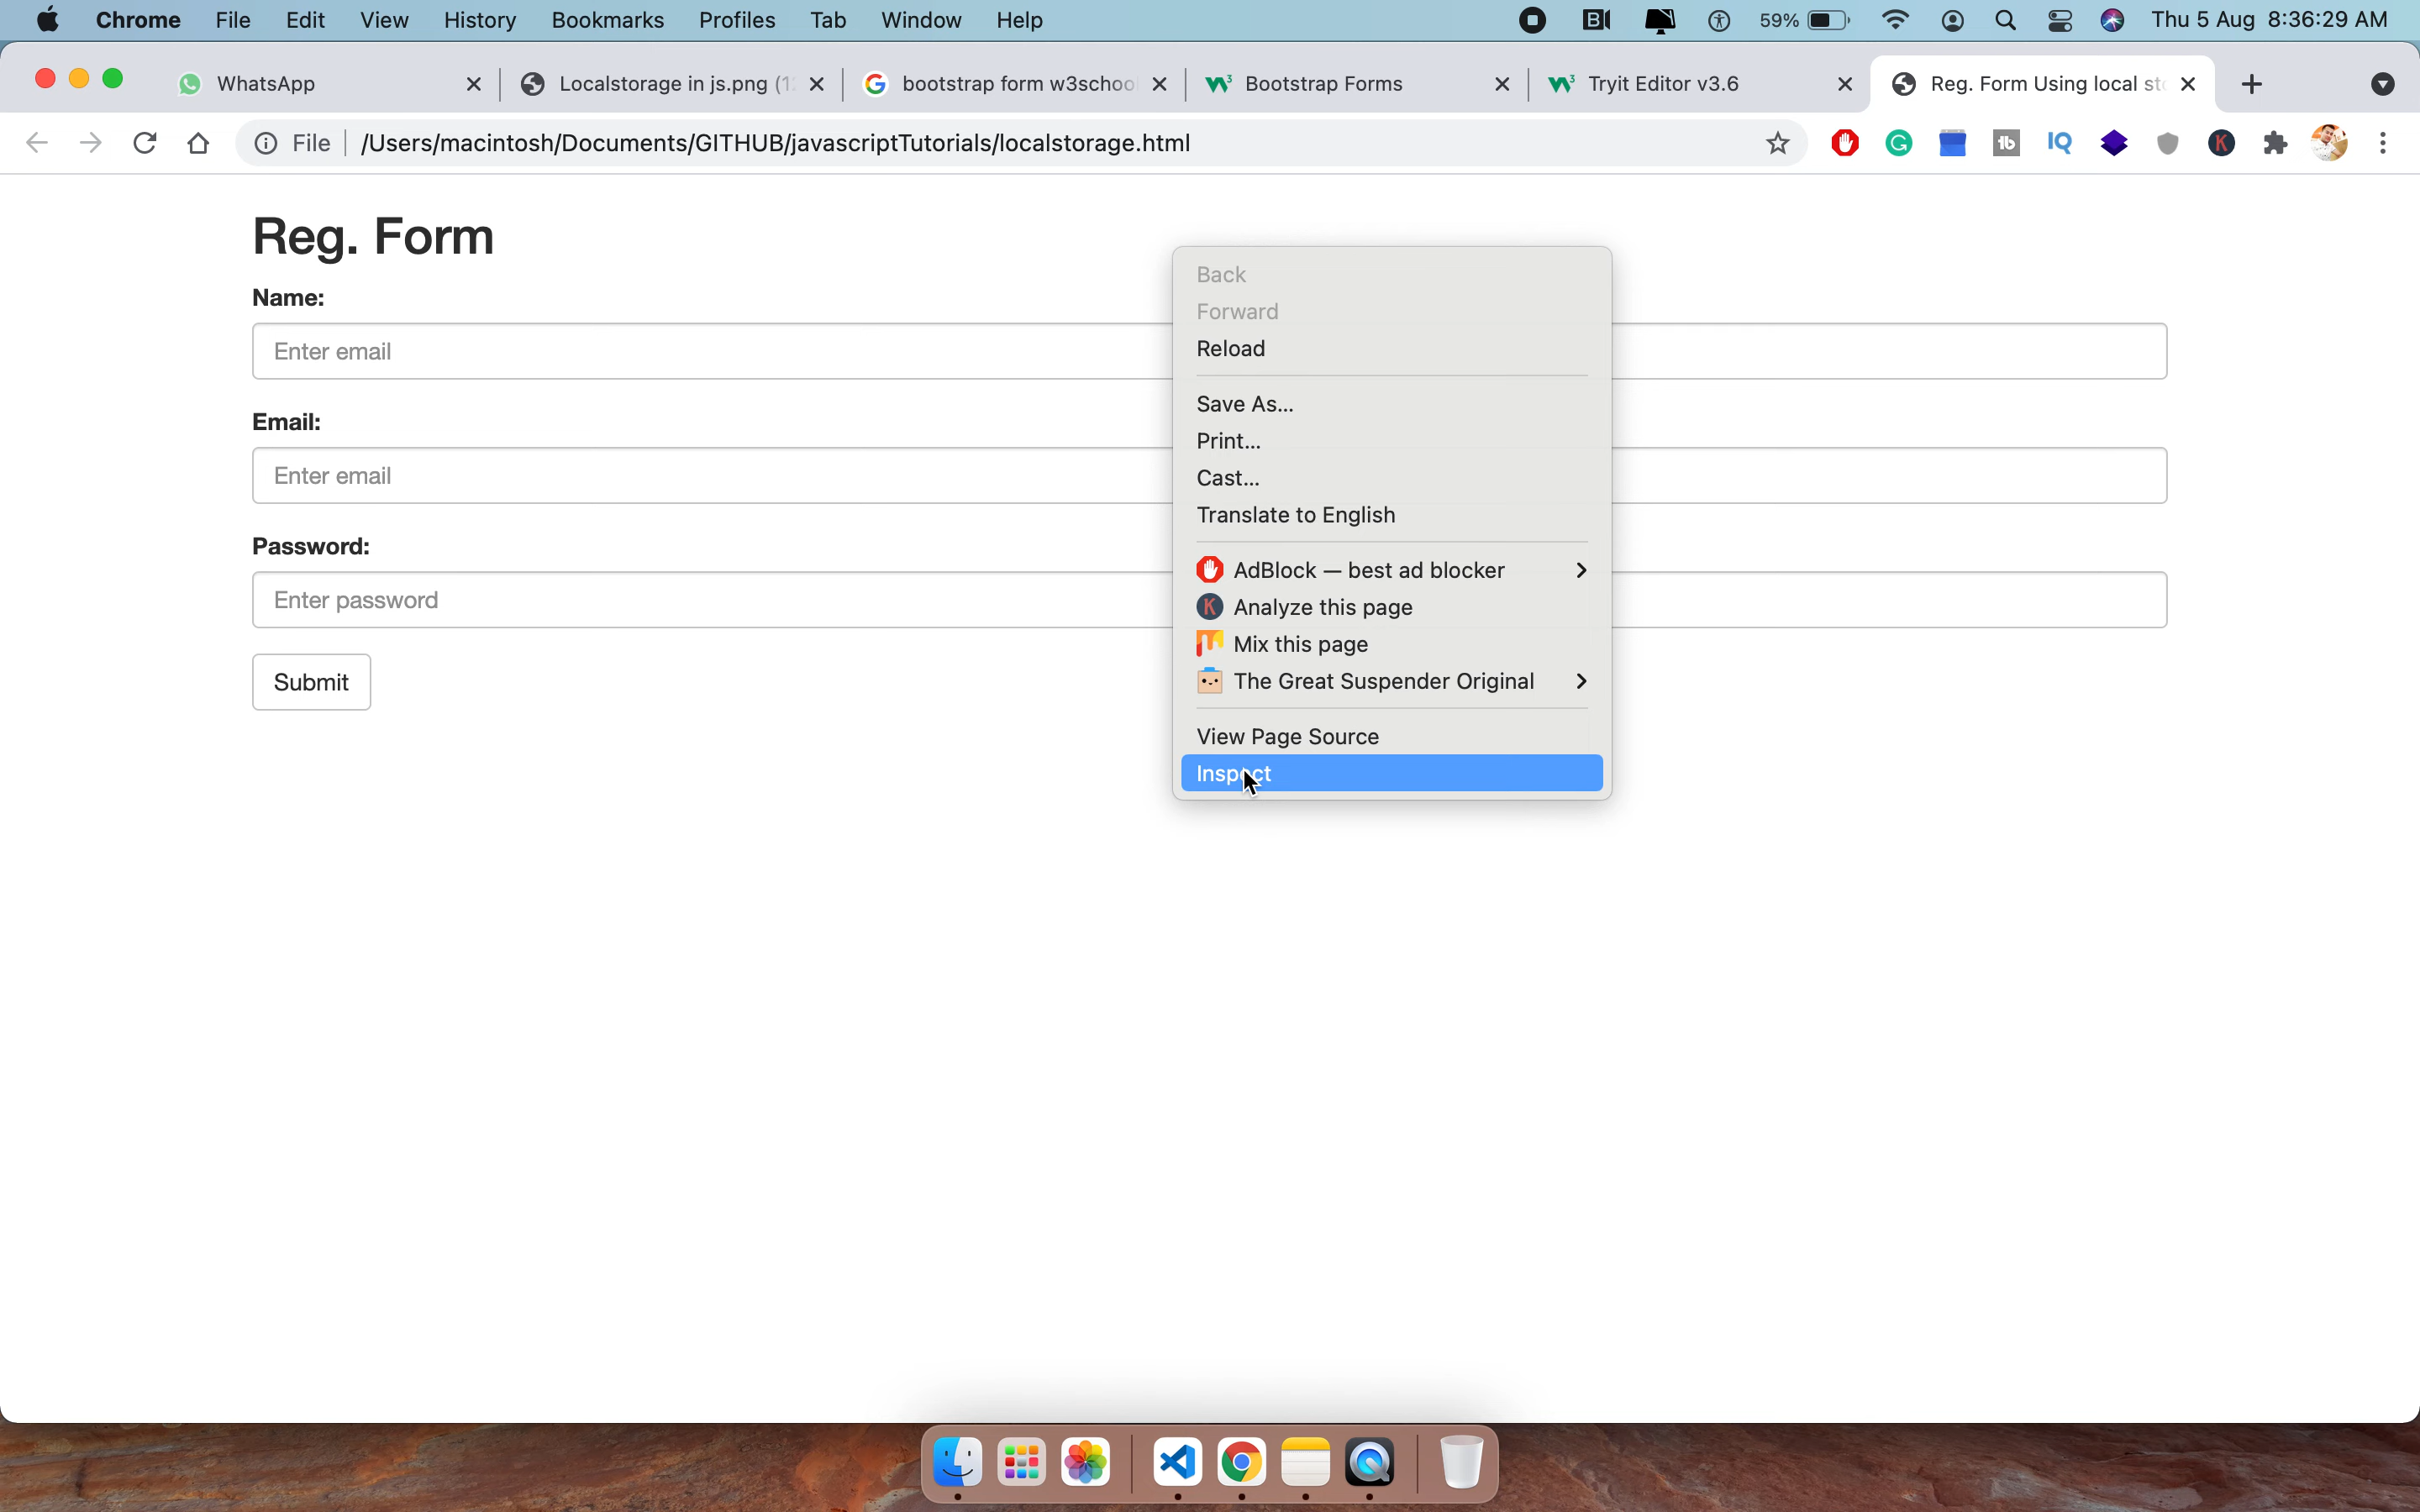 Chrome File Edit View History Bookmarks Profiles Tab Window Help 59% Thu 5 Aug 8:36:29 AM
WhatsApp Localstorage in js.png bootstrap form w3school Bootstrap Forms Tryit Editor v3.6 Reg. Form Using local
File /Users/macintosh/Documents/GITHUB/javascriptTutorials/localstorage.html
Reg. Form
Name:
Enter email
Email:
Enter email
Password:
Enter password
Submit
Back
Forward
Reload
Save As...
Print...
Cast...
Translate to English
AdBlock — best ad blocker
Analyze this page
Mix this page
The Great Suspender Original
View Page Source
Inspect